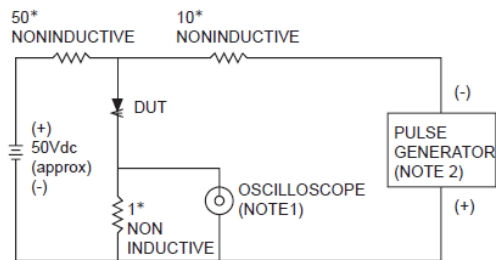 50*
NONINDUCTIVE
10*
NONINDUCTIVE
(+)
50Vdc
(approx)
(-)
DUT
1*
NON
INDUCTIVE
OSCILLOSCOPE
(NOTE1)
(-)
PULSE
GENERATOR
(NOTE 2)
(+)